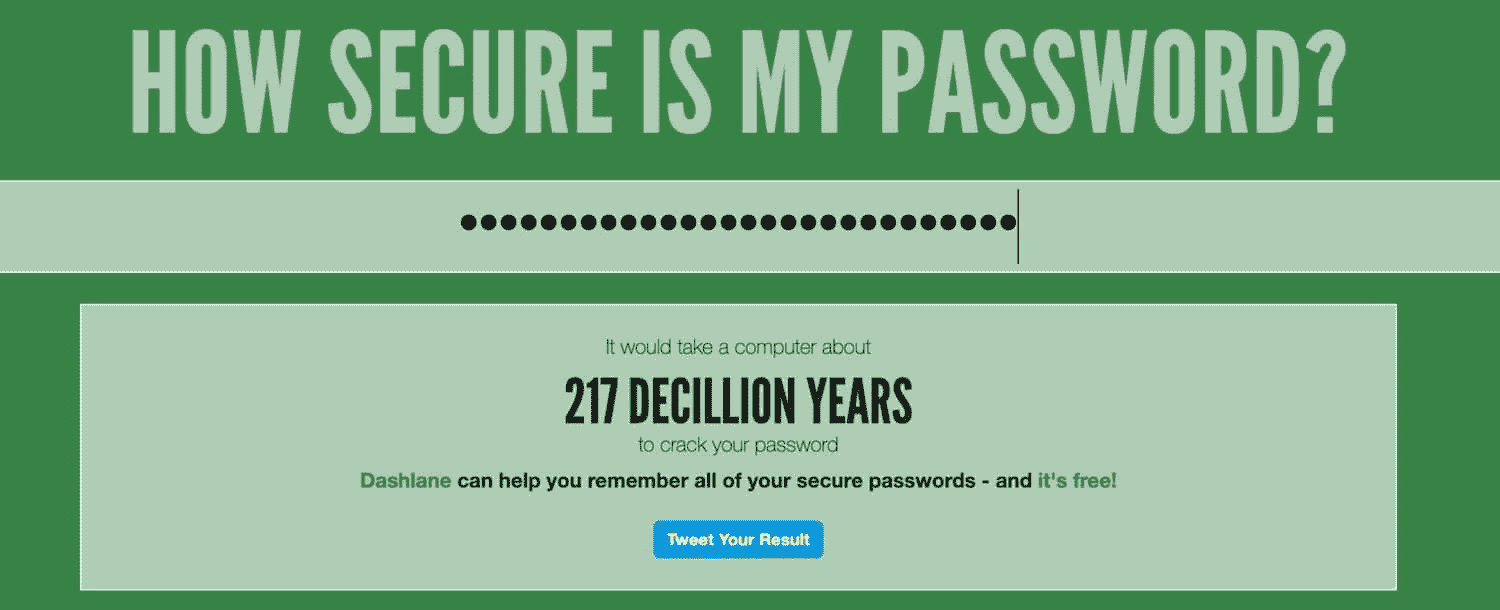 HOW SECURE IS MY PASSWORD?
It would take a computer about
217 DECILLION YEARS
to crack your password
Dashlane can help you remember all of your secure passwords - and it's free!
Tweet Your Result